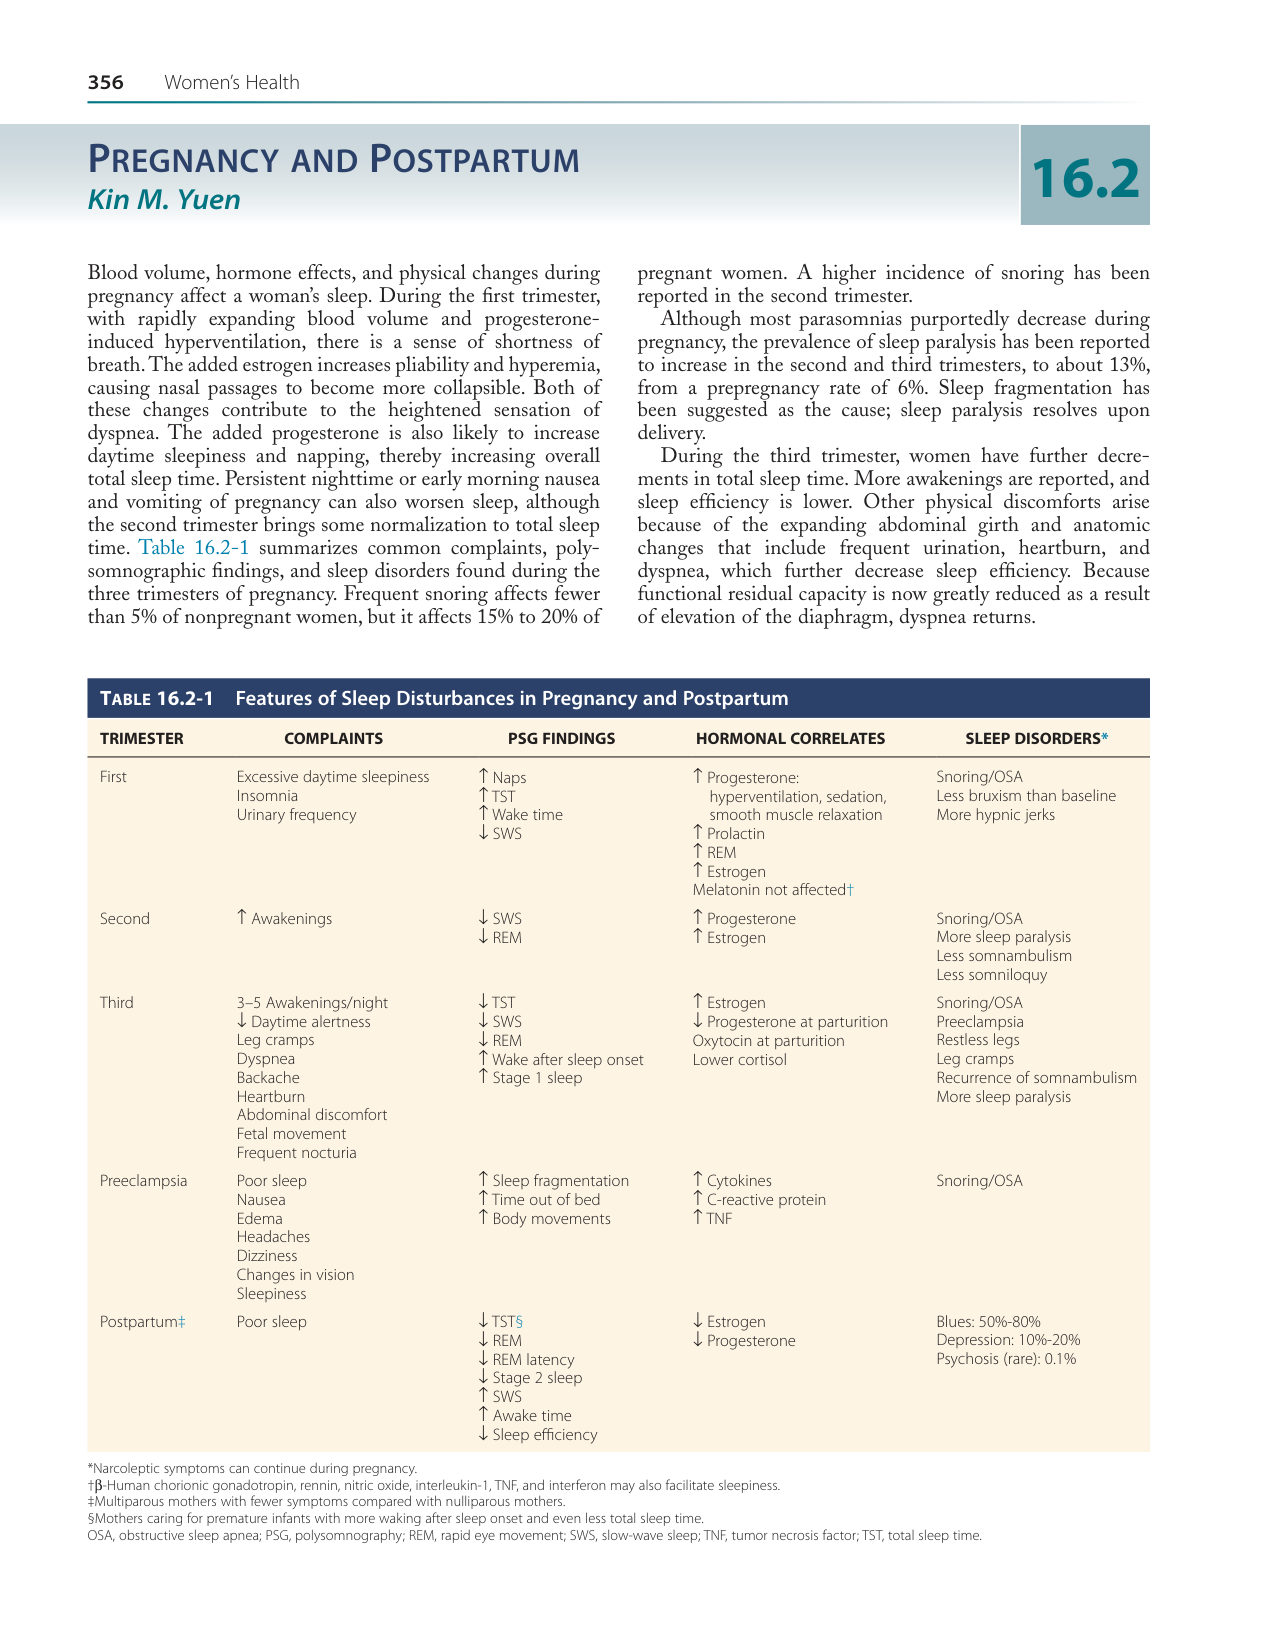 356 Women's Health
PREGNANCY AND POSTPARTUM
Kin M. Yuen
16.2
Blood volume, hormone effects, and physical changes during
pregnancy affect a woman's sleep. During the first trimester,
with rapidly expanding blood volume and progesterone-
induced hyperventilation, there is a sense of shortness of
breath. The added estrogen increases pliability and hyperemia,
causing nasal passages to become more collapsible. Both of
these changes contribute to the heightened sensation of
dyspnea. The added progesterone is also likely to increase
daytime sleepiness and napping, thereby increasing overall
total sleep time. Persistent nighttime or early morning nausea
and vomiting of pregnancy can also worsen sleep, although
the second trimester brings some normalization to total sleep
time. Table 16.2-1 summarizes common complaints, poly-
somnographic findings, and sleep disorders found during the
three trimesters of pregnancy. Frequent snoring affects fewer
than 5% of nonpregnant women, but it affects 15% to 20% of
pregnant women. A higher incidence of snoring has been
reported in the second trimester.
Although most parasomnias purportedly decrease during
pregnancy, the prevalence of sleep paralysis has been reported
to increase in the second and third trimesters, to about 13%,
from a prepregnancy rate of 6%. Sleep fragmentation has
been suggested as the cause; sleep paralysis resolves upon
delivery.
During the third trimester, women have further decre-
ments in total sleep time. More awakenings are reported, and
sleep efficiency is lower. Other physical discomforts arise
because of the expanding abdominal girth and anatomic
changes that include frequent urination, heartburn, and
dyspnea, which further decrease sleep efficiency. Because
functional residual capacity is now greatly reduced as a result
of elevation of the diaphragm, dyspnea returns.
TABLE 16.2-1 Features of Sleep Disturbances in Pregnancy and Postpartum
TRIMESTER COMPLAINTS PSG FINDINGS HORMONAL CORRELATES SLEEP DISORDERS*
First Excessive daytime sleepiness ↑ Naps ↑ Progesterone: Snoring/OSA
Insomnia ↑ TST hyperventilation, sedation, Less bruxism than baseline
Urinary frequency ↑ Wake time smooth muscle relaxation More hypnic jerks
↓ SWS ↑ Prolactin
↑ REM
↑ Estrogen
Melatonin not affected†
Second ↑ Awakenings ↓ SWS ↑ Progesterone Snoring/OSA
↓ REM ↑ Estrogen More sleep paralysis
Less somnambulism
Less somniloquy
Third 3–5 Awakenings/night ↓ TST ↑ Estrogen Snoring/OSA
↓ Daytime alertness ↓ SWS ↓ Progesterone at parturition Preeclampsia
Leg cramps ↓ REM Oxytocin at parturition Restless legs
Dyspnea ↑ Wake after sleep onset Lower cortisol Leg cramps
Backache ↑ Stage 1 sleep Recurrence of somnambulism
Heartburn More sleep paralysis
Abdominal discomfort
Fetal movement
Frequent nocturia
Preeclampsia Poor sleep ↑ Sleep fragmentation ↑ Cytokines Snoring/OSA
Nausea ↑ Time out of bed ↑ C-reactive protein
Edema ↑ Body movements ↑ TNF
Headaches
Dizziness
Changes in vision
Sleepiness
Postpartum‡ Poor sleep ↓ TST§ ↓ Estrogen Blues: 50%-80%
↓ REM ↓ Progesterone Depression: 10%-20%
↓ REM latency Psychosis (rare): 0.1%
↓ Stage 2 sleep
↑ SWS
↑ Awake time
↓ Sleep efficiency
*Narcoleptic symptoms can continue during pregnancy.
†β-Human chorionic gonadotropin, rennin, nitric oxide, interleukin-1, TNF, and interferon may also facilitate sleepiness.
‡Multiparous mothers with fewer symptoms compared with nulliparous mothers.
§Mothers caring for premature infants with more waking after sleep onset and even less total sleep time.
OSA, obstructive sleep apnea; PSG, polysomnography; REM, rapid eye movement; SWS, slow-wave sleep; TNF, tumor necrosis factor; TST, total sleep time.